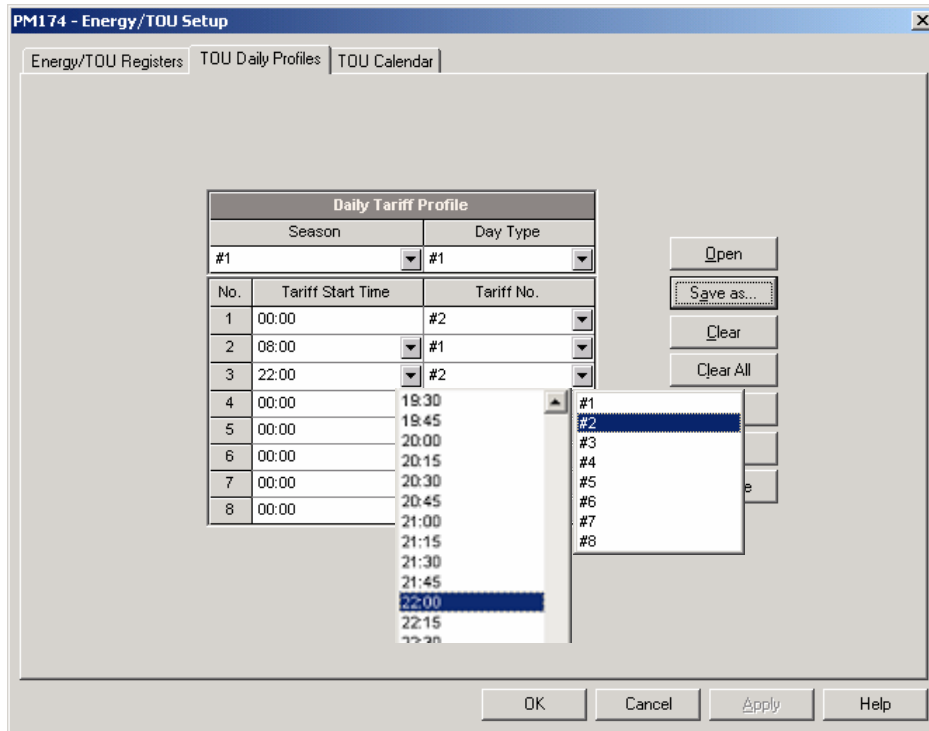 PM174 - Energy/TOU Setup
Energy/TOU Registers TOU Daily Profiles TOU Calendar
Daily Tariff Profile
Season Day Type
#1 #1
No. Tariff Start Time Tariff No.
1 00:00 #2
2 08:00 #1
3 22:00 #2
4 00:00
5 00:00
6 00:00
7 00:00
8 00:00
19:30
19:45
20:00
20:15
20:30
20:45
21:00
21:15
21:30
21:45
22:00
22:15
22:30
#1
#2
#3
#4
#5
#6
#7
#8
Open
Save as...
Clear
Clear All
e
OK Cancel Apply Help